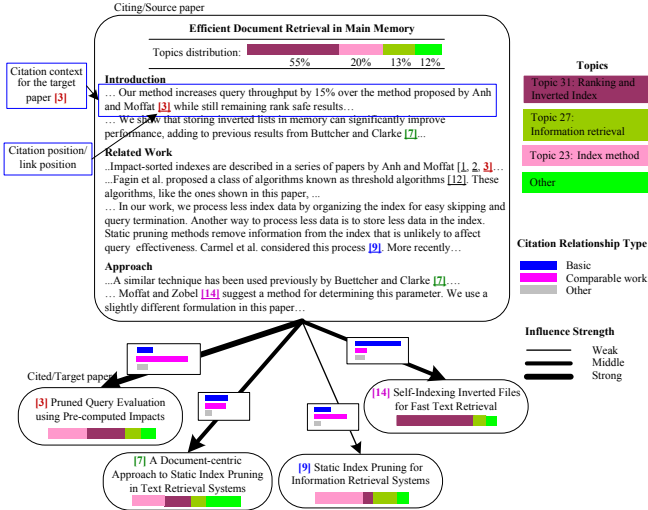 Citing/Source paper
Efficient Document Retrieval in Main Memory
Topics distribution:
55% 20% 13% 12%
Introduction
… Our method increases query throughput by 15% over the method proposed by Anh
and Moffat [3] while still remaining rank safe results…
… We show that storing inverted lists in memory can significantly improve
performance, adding to previous results from Buttcher and Clarke [7]...
Related Work
..Impact-sorted indexes are described in a series of papers by Anh and Moffat [1, 2, 3]…
..Fagin et al. proposed a class of algorithms known as threshold algorithms [12]. These
algorithms, like the ones shown in this paper, ...
… In our work, we process less index data by organizing the index for easy skipping and
query termination. Another way to process less data is to store less data in the index.
Static pruning methods remove information from the index that is unlikely to affect
query effectiveness. Carmel et al. considered this process [9]. More recently…
Approach
...A similar technique has been used previously by Buettcher and Clarke [7]….
… Moffat and Zobel [14] suggest a method for determining this parameter. We use a
slightly different formulation in this paper…
Citation context
for the target
paper [3]
Citation position/
link position
Topics
Topic 31: Ranking and
Inverted Index
Topic 27:
Information retrieval
Topic 23: Index method
Other
Citation Relationship Type
Basic
Comparable work
Other
Influence Strength
Weak
Middle
Strong
Cited/Target paper
[3] Pruned Query Evaluation
using Pre-computed Impacts
[7] A Document-centric
Approach to Static Index Pruning
in Text Retrieval Systems
[9] Static Index Pruning for
Information Retrieval Systems
[14] Self-Indexing Inverted Files
for Fast Text Retrieval